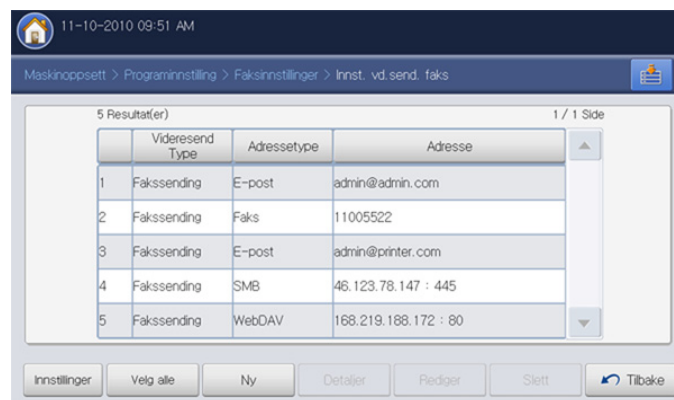 11-10-2010 09:51 AM
Maskinoppsett > Programinnstilling > Faksinnstillinger > Innst. vd.send. faks
5 Resultat(er) 1 / 1 Side
Videresend Type Adressetype Adresse
1 Fakssending E-post admin@admin.com
2 Fakssending Faks 11005522
3 Fakssending E-post admin@printer.com
4 Fakssending SMB 46.123.78.147 : 445
5 Fakssending WebDAV 168.219.188.172 : 80
Innstillinger Velg alle Ny Detaljer Rediger Slett Tilbake